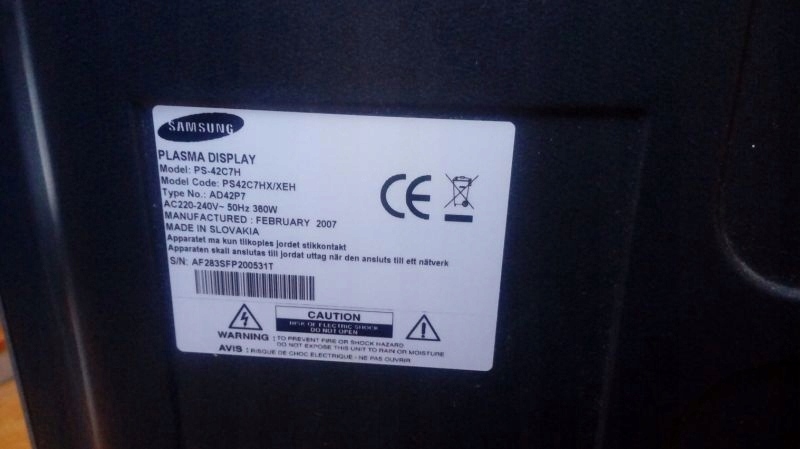 SAMSUNG
PLASMA DISPLAY
Model: PS-42C7H
Model Code: PS42C7HX/XEH
Type No.: AD42P7
AC220-240V~ 50Hz 360W
MANUFACTURED : FEBRUARY 2007
MADE IN SLOVAKIA
Apparatet ma kun tilkoples jordet stikkontakt
Apparaten skall anslutas till jordat uttag när den ansluts till ett nätverk
S/N: AF283SFP200531T
CAUTION
RISK OF ELECTRIC SHOCK
DO NOT OPEN
WARNING : TO PREVENT FIRE OR SHOCK HAZARD
DO NOT EXPOSE THIS UNIT TO RAIN OR MOISTURE
AVIS : RISQUE DE CHOC ELECTRIQUE - NE PAS OUVRIR